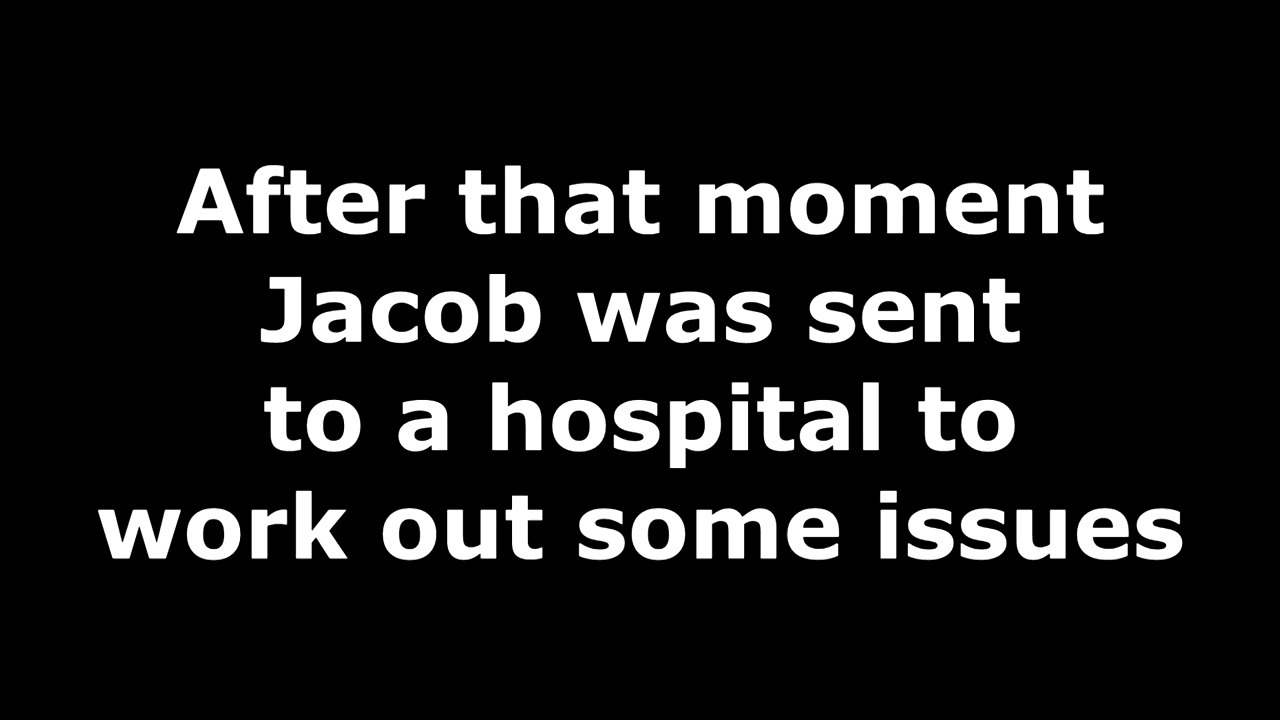 After that moment
Jacob was sent
to a hospital to
work out some issues